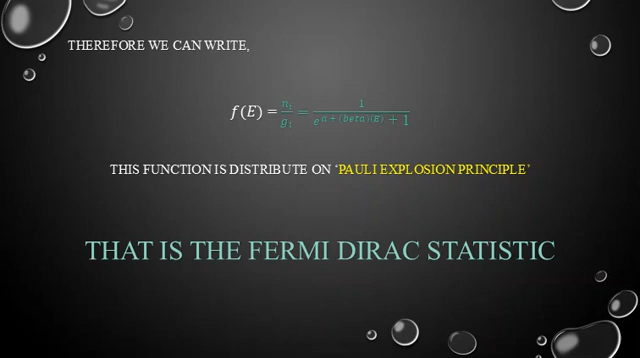 THEREFORE WE CAN WRITE,
f(E) = nᵢ/gᵢ = 1/e^α+(beta)(E) + 1
THIS FUNCTION IS DISTRIBUTE ON ‘PAULI EXPLOSION PRINCIPLE’
THAT IS THE FERMI DIRAC STATISTIC